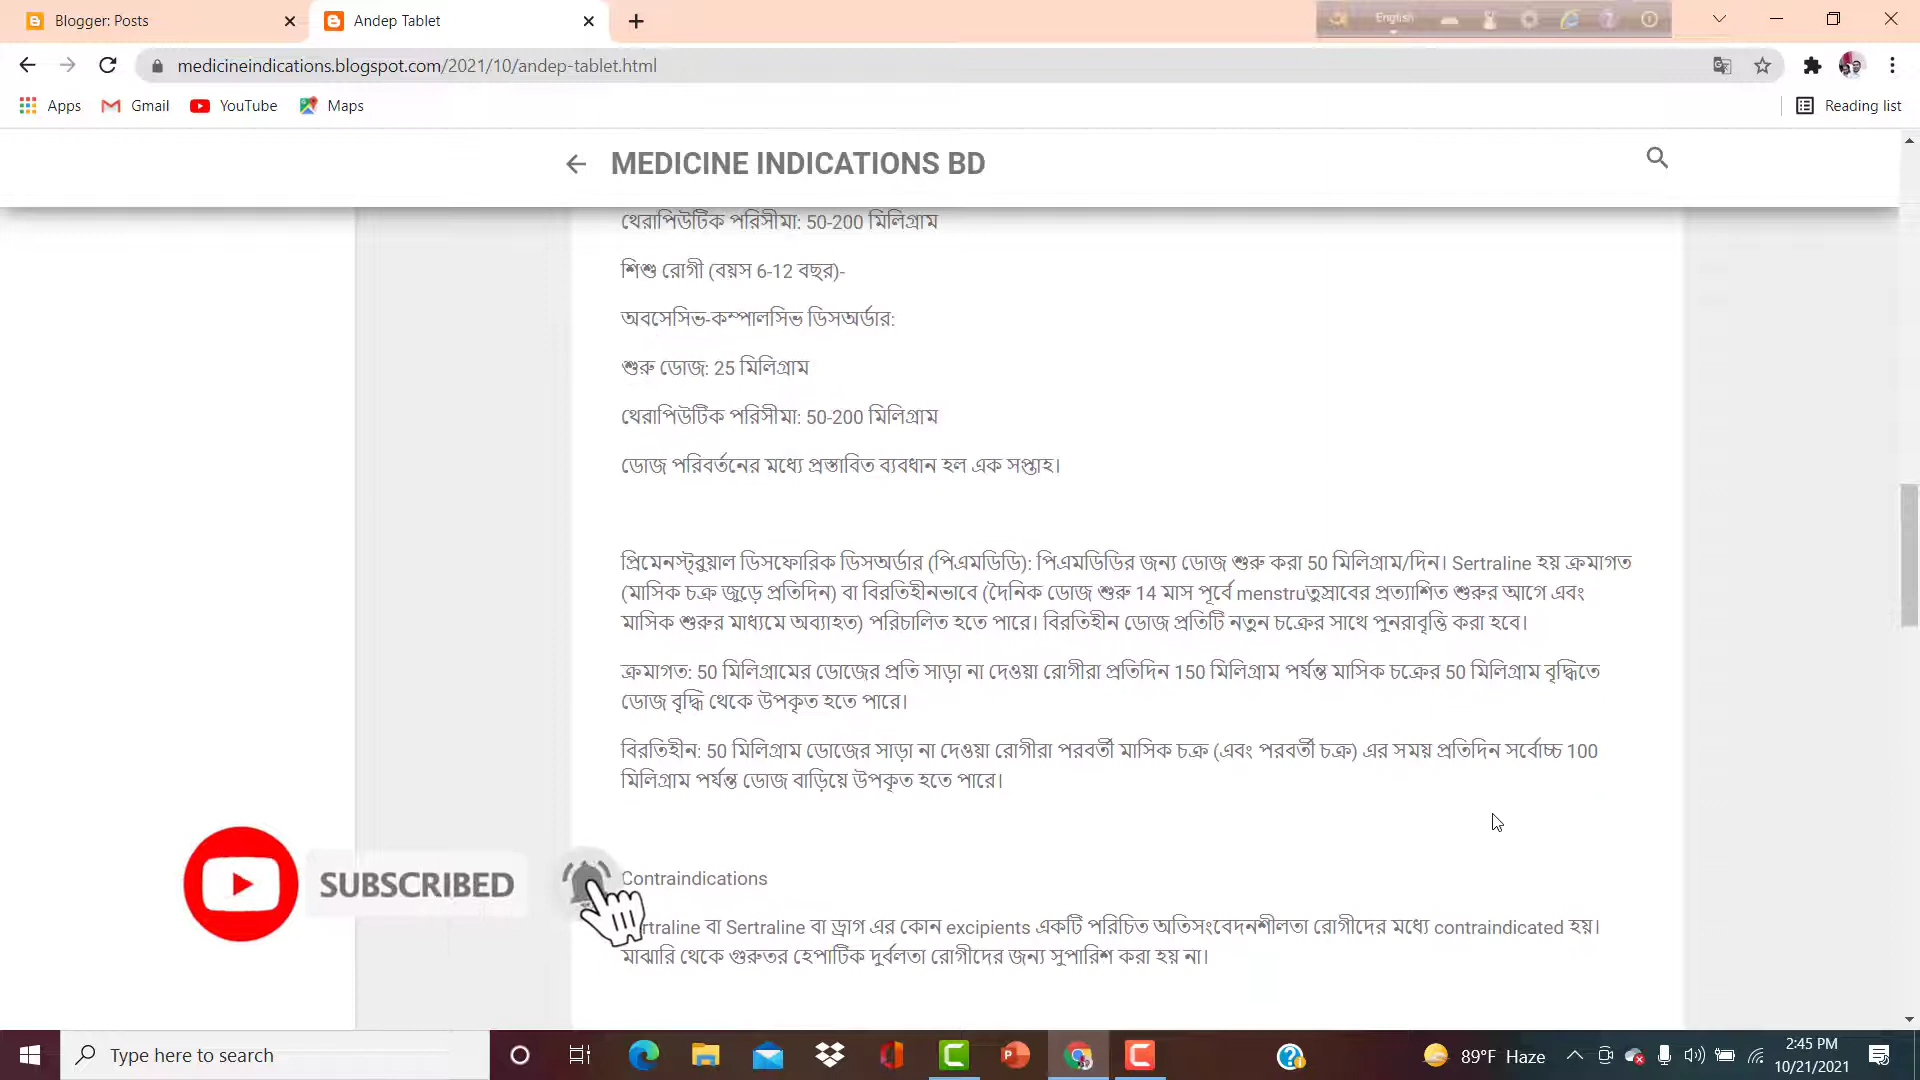 Blogger: Posts
Andep Tablet
English
medicineindications.blogspot.com/2021/10/andep-tablet.html
Apps
Gmail
YouTube
Maps
Reading list
MEDICINE INDICATIONS BD
থেরাপিউটিক পরিসীমা: 50-200 মিলিগ্রাম
শিশু রোগী (বয়স 6-12 বছর)-
অবসেসিভ-কম্পালসিভ ডিসঅর্ডার:
শুরু ডোজ: 25 মিলিগ্রাম
থেরাপিউটিক পরিসীমা: 50-200 মিলিগ্রাম
ডোজ পরিবর্তনের মধ্যে প্রস্তাবিত ব্যবধান হল এক সপ্তাহ।
প্রিমেনস্ট্রুয়াল ডিসফোরিক ডিসঅর্ডার (পিএমডিডি): পিএমডিডির জন্য ডোজ শুরু করা 50 মিলিগ্রাম/দিন। Sertraline হয় ক্রমাগত
(মাসিক চক্র জুড়ে প্রতিদিন) বা বিরতিহীনভাবে (দৈনিক ডোজ শুরু 14 মাস পূর্বে menstruতুস্রাবের প্রত্যাশিত শুরুর আগে এবং
মাসিক শুরুর মাধ্যমে অব্যাহত) পরিচালিত হতে পারে। বিরতিহীন ডোজ প্রতিটি নতুন চক্রের সাথে পুনরাবৃত্তি করা হবে।
ক্রমাগত: 50 মিলিগ্রামের ডোজের প্রতি সাড়া না দেওয়া রোগীরা প্রতিদিন 150 মিলিগ্রাম পর্যন্ত মাসিক চক্রের 50 মিলিগ্রাম বৃদ্ধিতে
ডোজ বৃদ্ধি থেকে উপকৃত হতে পারে।
বিরতিহীন: 50 মিলিগ্রাম ডোজের সাড়া না দেওয়া রোগীরা পরবর্তী মাসিক চক্র (এবং পরবর্তী চক্র) এর সময় প্রতিদিন সর্বোচ্চ 100
মিলিগ্রাম পর্যন্ত ডোজ বাড়িয়ে উপকৃত হতে পারে।
SUBSCRIBED
Contraindications
rtraline বা Sertraline বা ড্রাগ এর কোন excipients একটি পরিচিত অতিসংবেদনশীলতা রোগীদের মধ্যে contraindicated হয়।
মাঝারি থেকে গুরুতর হেপাটিক দুর্বলতা রোগীদের জন্য সুপারিশ করা হয় না।
Type here to search
89°F Haze
2:45 PM
10/21/2021